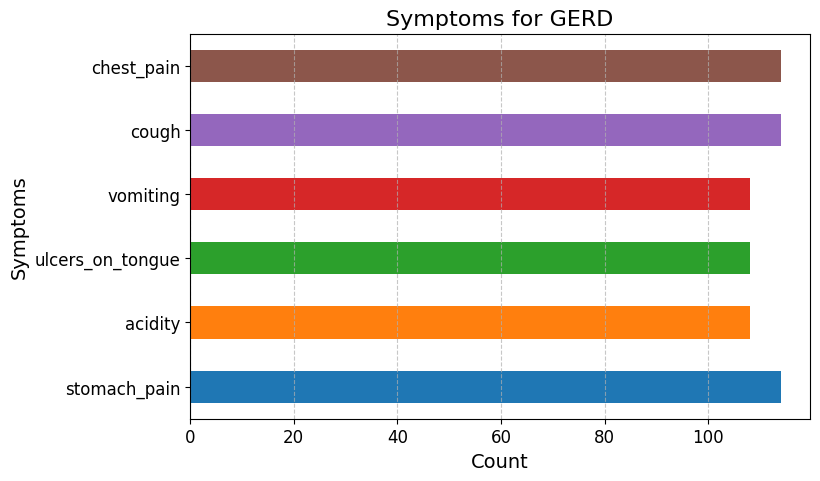 Symptoms for GERD
Symptoms
chest_pain
cough
vomiting
ulcers_on_tongue
acidity
stomach_pain
0 20 40 60 80 100
Count